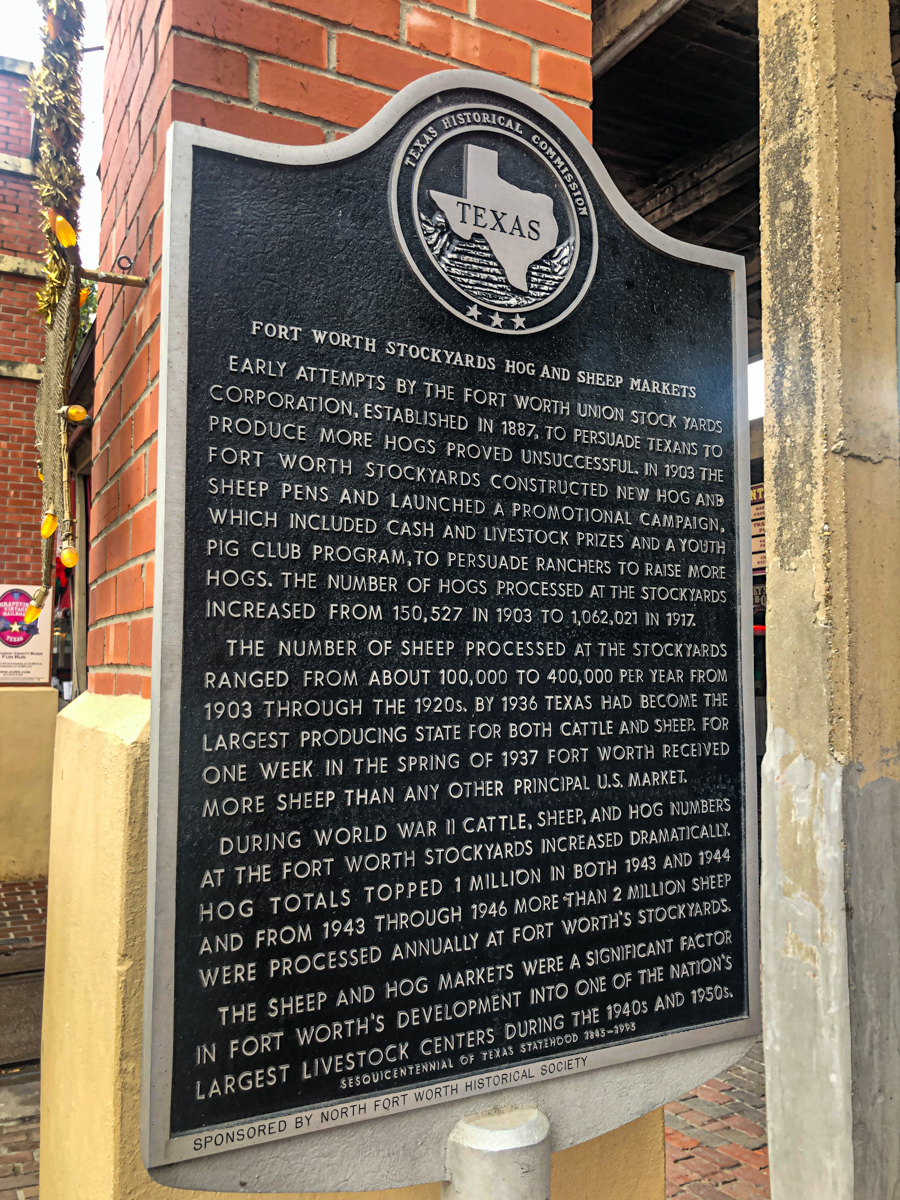 TEXAS HISTORICAL COMMISSION
TEXAS
FORT WORTH STOCKYARDS HOG AND SHEEP MARKETS
EARLY ATTEMPTS BY THE FORT WORTH UNION STOCK YARDS
CORPORATION, ESTABLISHED IN 1887, TO PERSUADE TEXANS TO
PRODUCE MORE HOGS PROVED UNSUCCESSFUL. IN 1903 THE
FORT WORTH STOCKYARDS CONSTRUCTED NEW HOG AND
SHEEP PENS AND LAUNCHED A PROMOTIONAL CAMPAIGN,
WHICH INCLUDED CASH AND LIVESTOCK PRIZES AND A YOUTH
PIG CLUB PROGRAM, TO PERSUADE RANCHERS TO RAISE MORE
HOGS. THE NUMBER OF HOGS PROCESSED AT THE STOCKYARDS
INCREASED FROM 150,527 IN 1903 TO 1,062,021 IN 1917.
THE NUMBER OF SHEEP PROCESSED AT THE STOCKYARDS
RANGED FROM ABOUT 100,000 TO 400,000 PER YEAR FROM
1903 THROUGH THE 1920s. BY 1936 TEXAS HAD BECOME THE
LARGEST PRODUCING STATE FOR BOTH CATTLE AND SHEEP. FOR
ONE WEEK IN THE SPRING OF 1937 FORT WORTH RECEIVED
MORE SHEEP THAN ANY OTHER PRINCIPAL U.S. MARKET.
DURING WORLD WAR II CATTLE, SHEEP, AND HOG NUMBERS
AT THE FORT WORTH STOCKYARDS INCREASED DRAMATICALLY.
HOG TOTALS TOPPED 1 MILLION IN BOTH 1943 AND 1944
AND FROM 1943 THROUGH 1946 MORE THAN 2 MILLION SHEEP
WERE PROCESSED ANNUALLY AT FORT WORTH'S STOCKYARDS.
THE SHEEP AND HOG MARKETS WERE A SIGNIFICANT FACTOR
IN FORT WORTH'S DEVELOPMENT INTO ONE OF THE NATION'S
LARGEST LIVESTOCK CENTERS DURING THE 1940s AND 1950s.
SESQUICENTENNIAL OF TEXAS STATEHOOD 1845-1995
SPONSORED BY NORTH FORT WORTH HISTORICAL SOCIETY
GRAPEVINE
VINTAGE
RAILROAD
TEXAS
FUN RUN